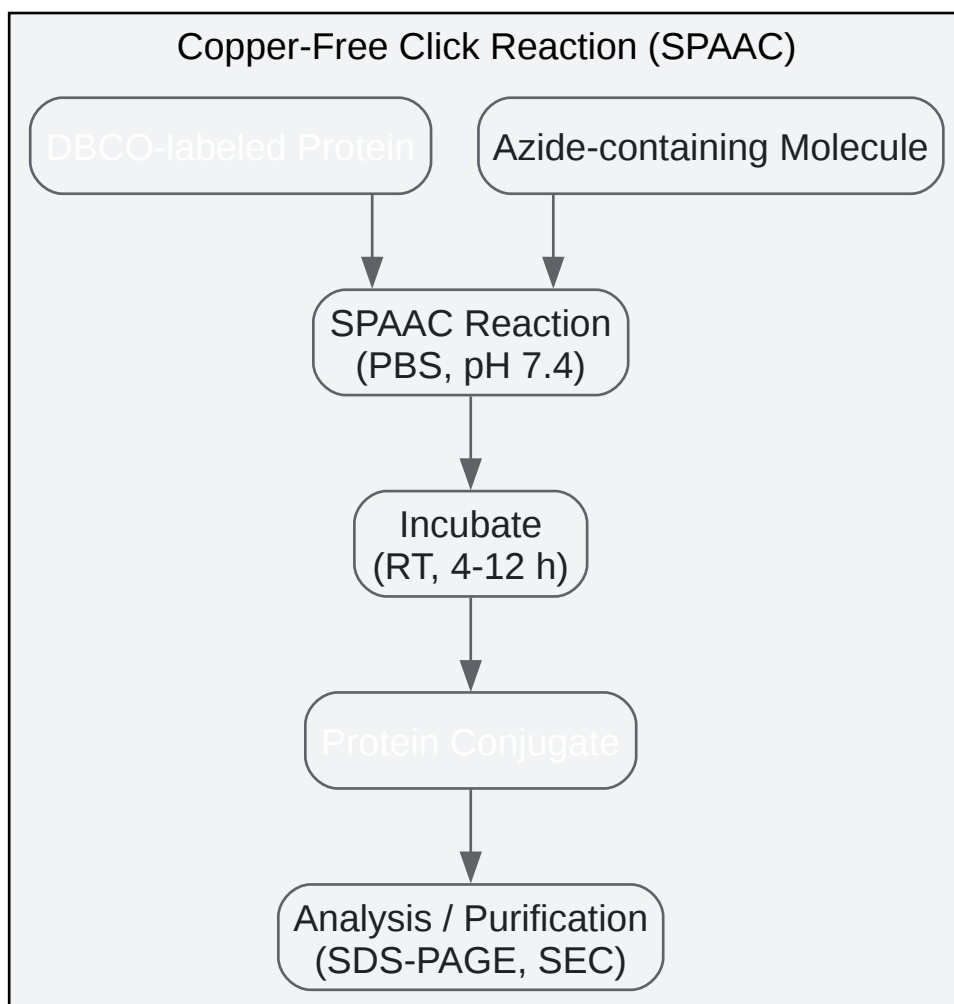 Copper-Free Click Reaction (SPAAC)
DBCO-labeled Protein
Azide-containing Molecule
SPAAC Reaction
(PBS, pH 7.4)
Incubate
(RT, 4-12 h)
Protein Conjugate
Analysis / Purification
(SDS-PAGE, SEC)